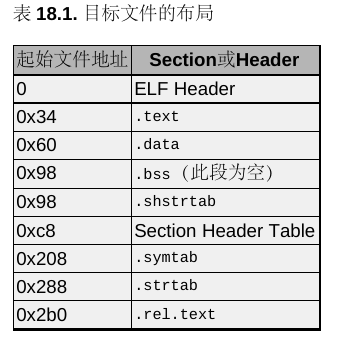 表 18.1. 目标文件的布局
起始文件地址 Section或Header
0 ELF Header
0x34 .text
0x60 .data
0x98 .bss（此段为空）
0x98 .shstrtab
0xc8 Section Header Table
0x208 .symtab
0x288 .strtab
0x2b0 .rel.text